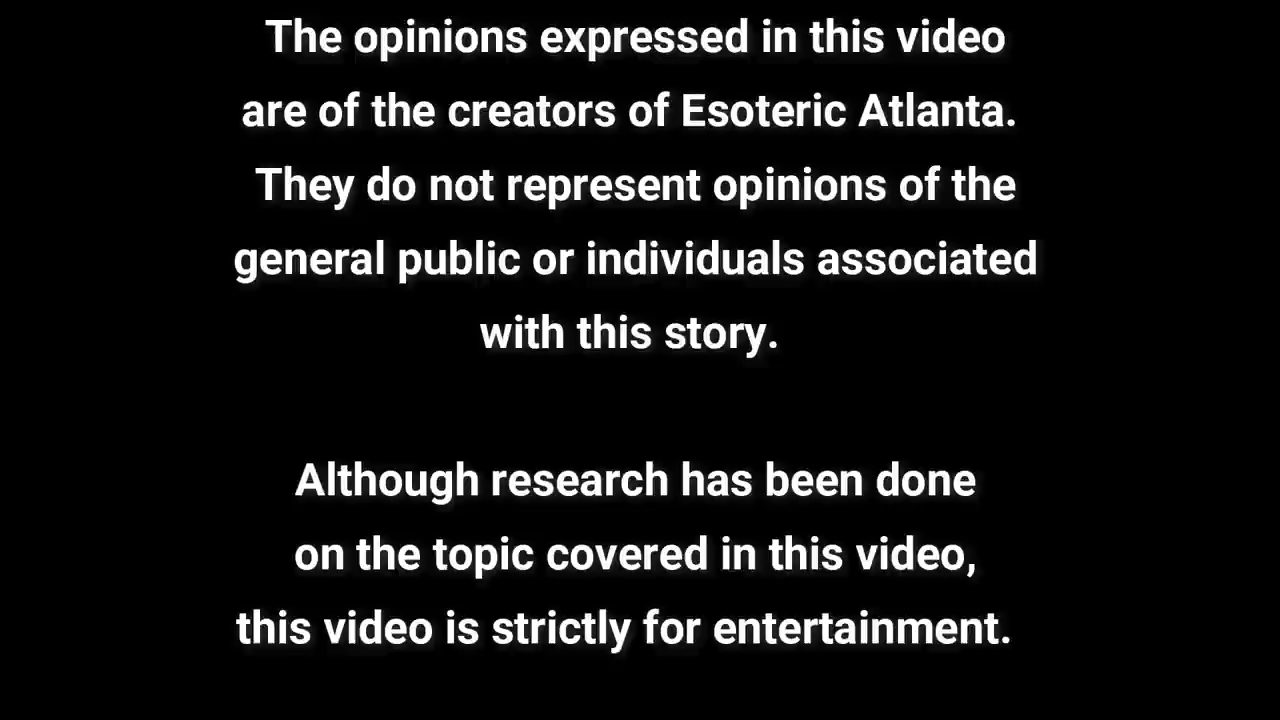 The opinions expressed in this video
are of the creators of Esoteric Atlanta.
They do not represent opinions of the
general public or individuals associated
with this story.
Although research has been done
on the topic covered in this video,
this video is strictly for entertainment.